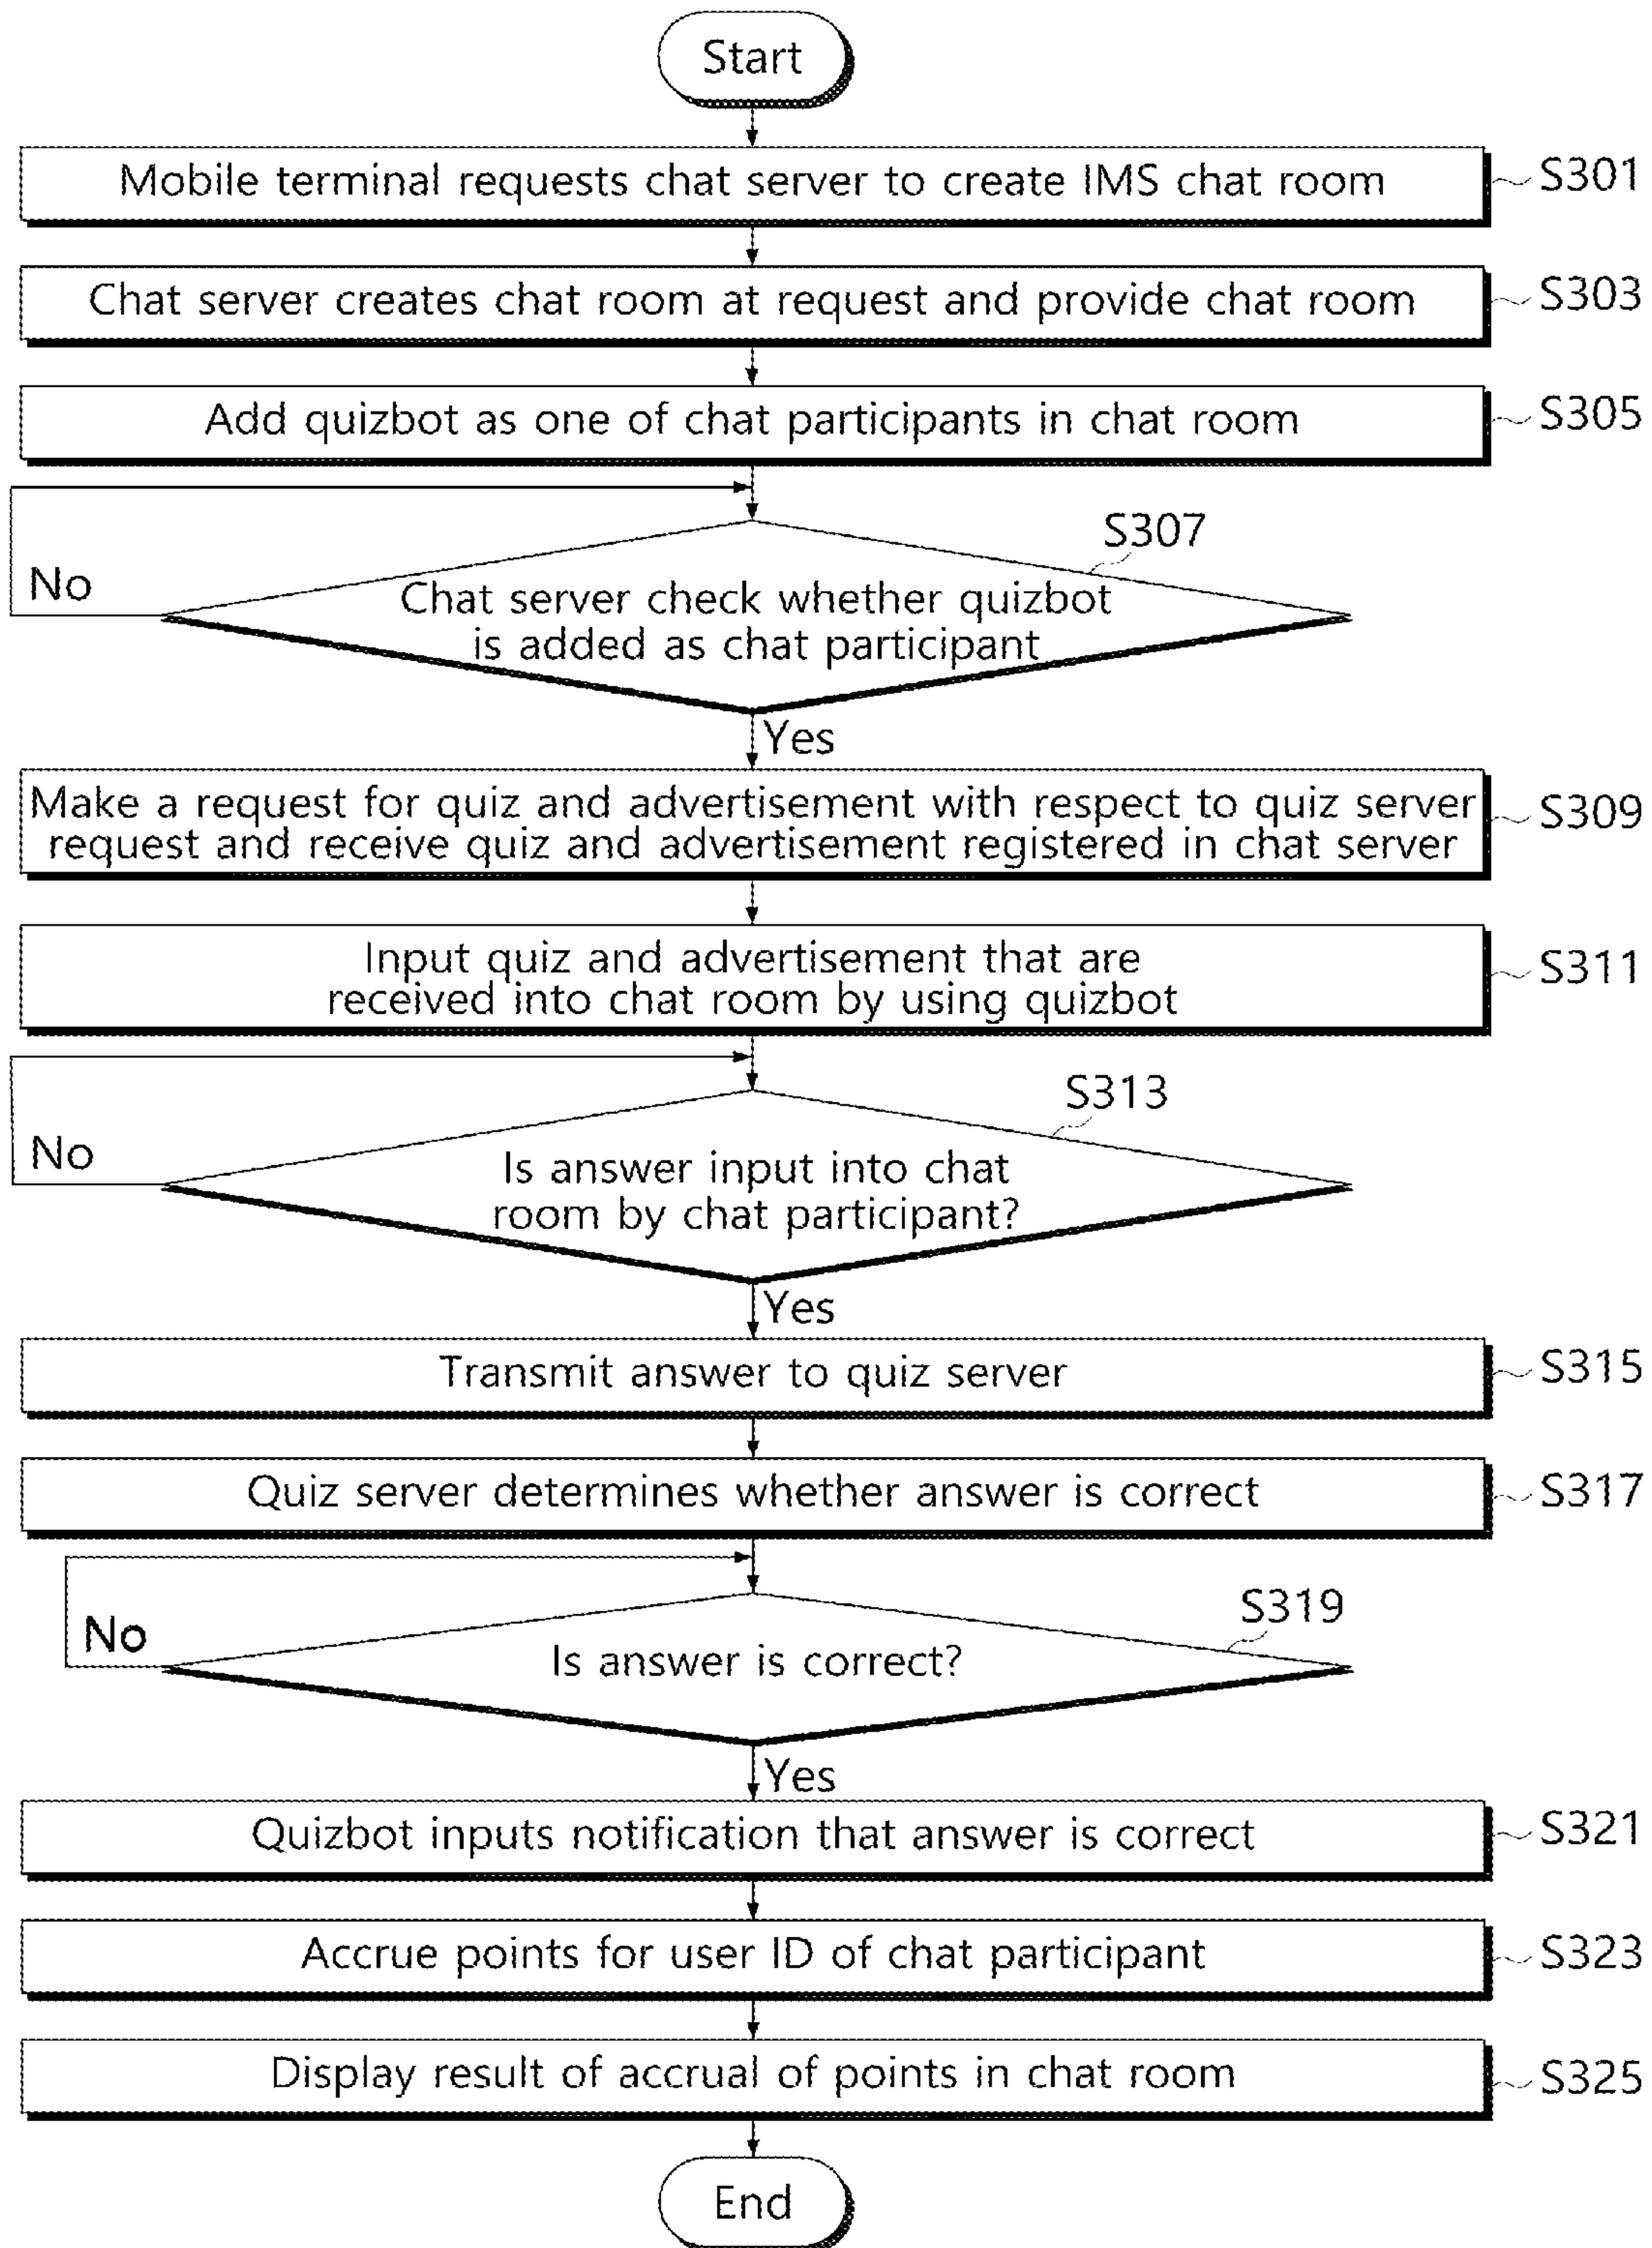 Start
Mobile terminal requests chat server to create IMS chat room
S301
Chat server creates chat room at request and provide chat room
S303
Add quizbot as one of chat participants in chat room
S305
S307
No
Chat server check whether quizbot
is added as chat participant
Yes
Make a request for quiz and advertisement with respect to quiz server
request and receive quiz and advertisement registered in chat server
S309
Input quiz and advertisement that are
received into chat room by using quizbot
S311
S313
No
Is answer input into chat
room by chat participant?
Yes
Transmit answer to quiz server
S315
Quiz server determines whether answer is correct
S317
S319
No
Is answer is correct?
Yes
Quizbot inputs notification that answer is correct
S321
Accrue points for user ID of chat participant
S323
Display result of accrual of points in chat room
S325
End